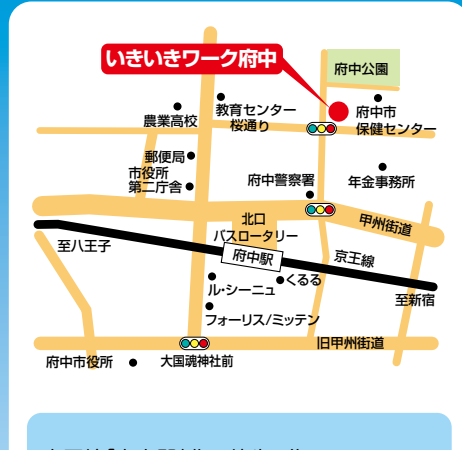 いきいきワーク府中
府中公園
農業高校
教育センター
桜通り
府中市
保健センター
郵便局
市役所
第二庁舎
府中警察署
年金事務所
北口
バスロータリー
甲州街道
至八王子
府中駅
京王線
くるる
ル・シーニュ
至新宿
フォーリス/ミッテン
旧甲州街道
府中市役所
大国魂神社前